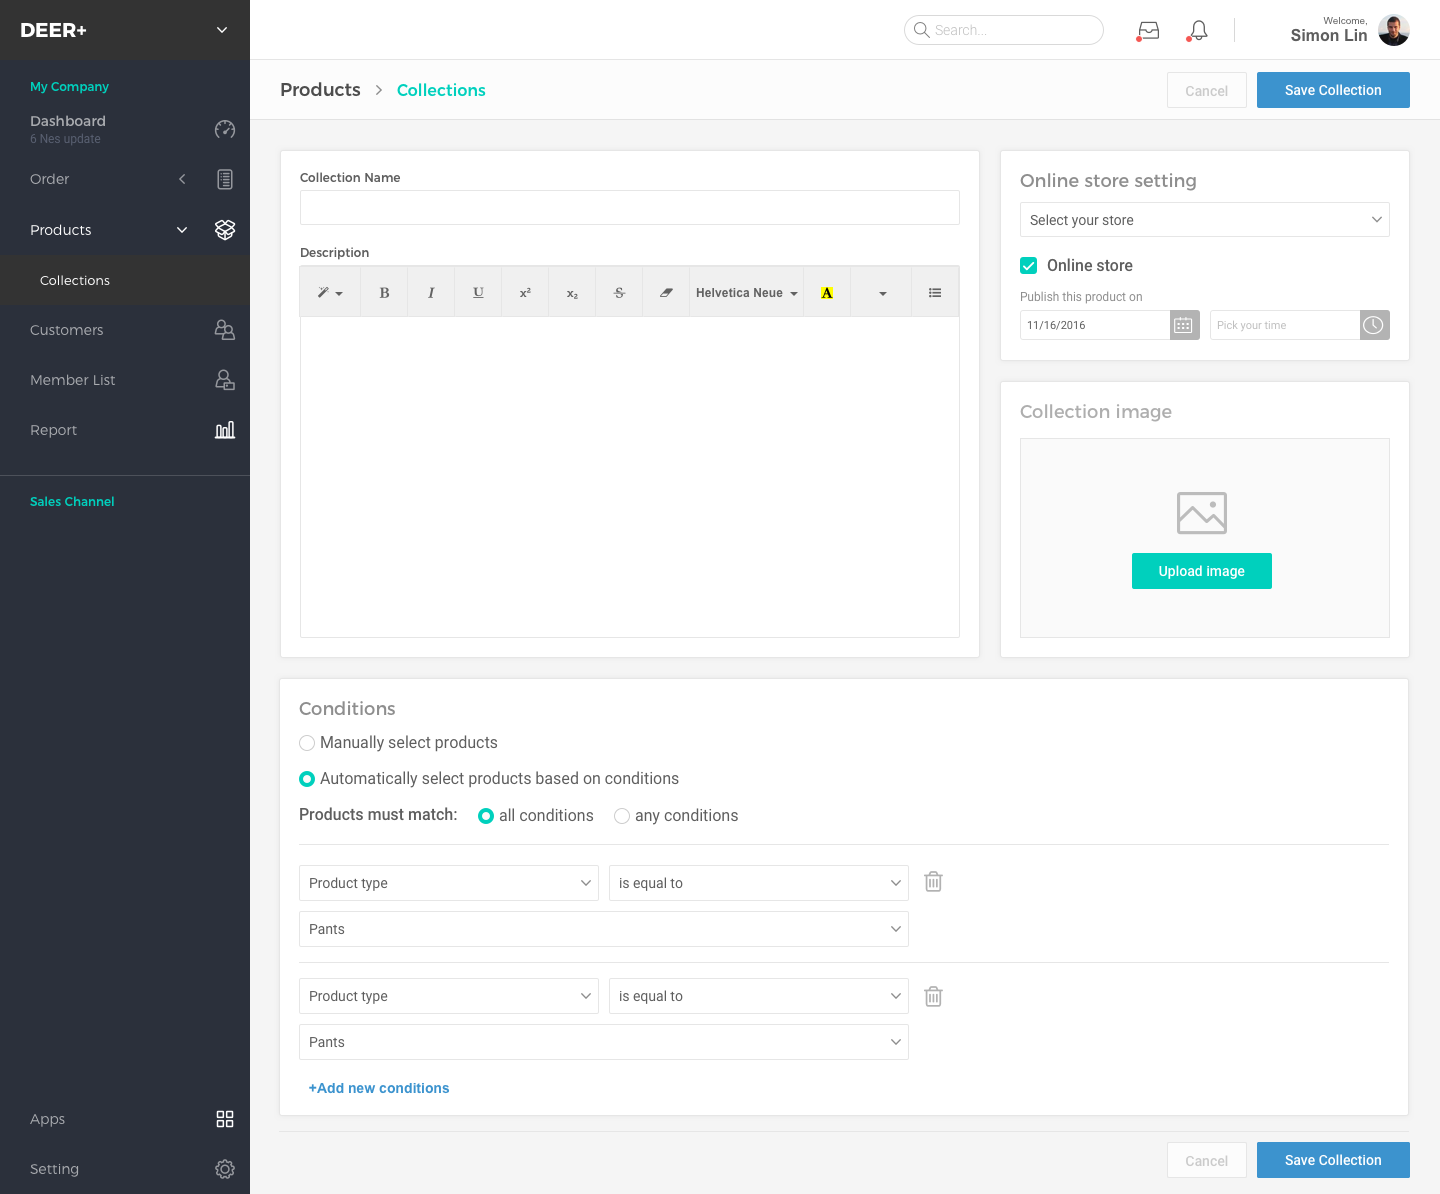 DEER+
Search...
Welcome,
Simon Lin
My Company
Dashboard
6 Nes update
Order
Products
Collections
Customers
Member List
Report
Sales Channel
Apps
Setting
Products > Collections
Cancel
Save Collection
Collection Name
Description
B I U x² x₂ S Helvetica Neue A
Online store setting
Select your store
Online store
Publish this product on
11/16/2016
Pick your time
Collection image
Upload image
Conditions
Manually select products
Automatically select products based on conditions
Products must match: all conditions any conditions
Product type is equal to
Pants
Product type is equal to
Pants
+Add new conditions
Cancel
Save Collection